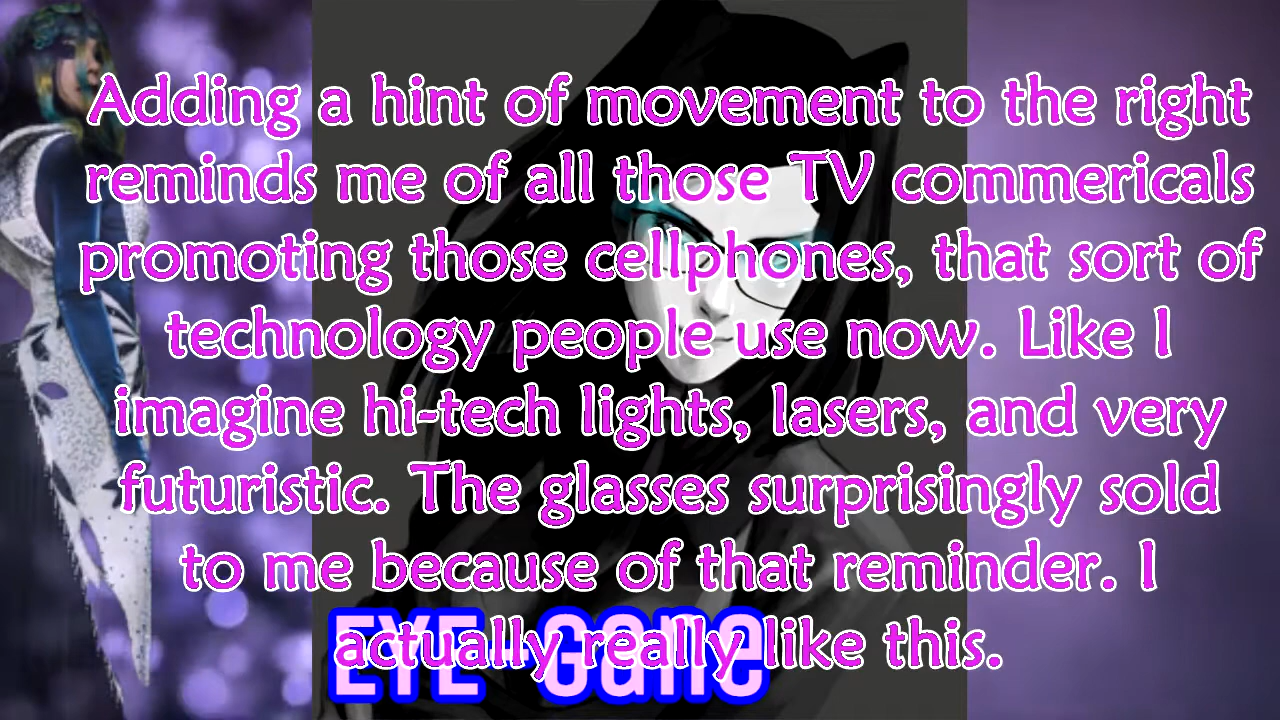 Adding a hint of movement to the right
reminds me of all those TV commericals
promoting those cellphones, that sort of
technology people use now. Like I
imagine hi-tech lights, lasers, and very
futuristic. The glasses surprisingly sold
to me because of that reminder. I
actually really like this.
EYE-Gane